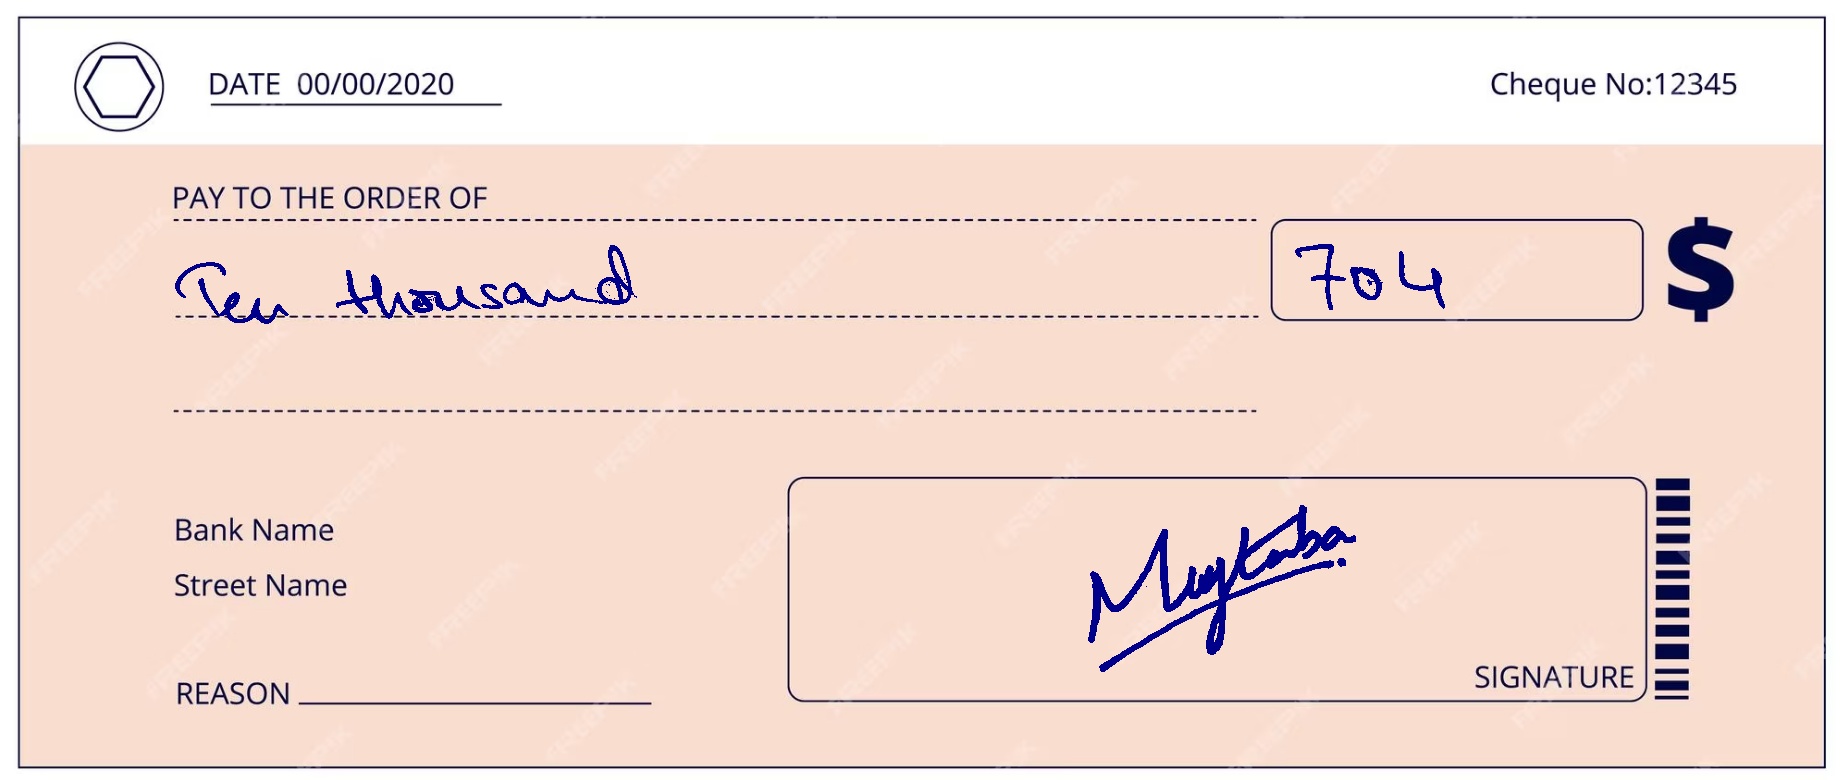 DATE 00/00/2020
Cheque No:12345
PAY TO THE ORDER OF
Ten thousand
704
$
Bank Name
Street Name
Mujtaba
SIGNATURE
REASON